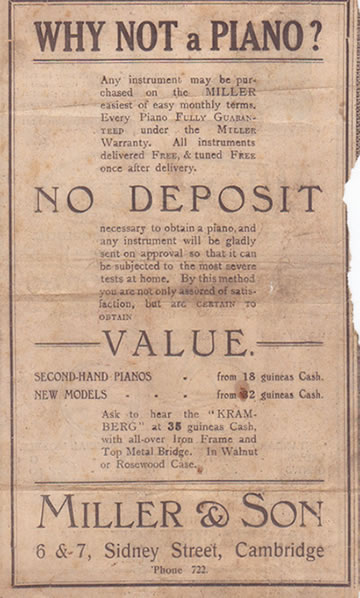 WHY NOT a PIANO?
Any instrument may be pur-
chased on the MILLER
easiest of easy monthly terms.
Every Piano FULLY GUARAN-
TEED under the MILLER
Warranty. All instruments
delivered FREE, & tuned FREE
once after delivery.
NO DEPOSIT
necessary to obtain a piano, and
any instrument will be gladly
sent on approval so that it can
be subjected to the most severe
tests at home. By this method
you are not only assured of satis-
faction, but ARE CERTAIN TO
OBTAIN
VALUE.
SECOND-HAND PIANOS - from 18 guineas Cash.
NEW MODELS - - - from 32 guineas Cash.
Ask to hear the "KRAM-
BERG" at 35 guineas Cash,
with all-over Iron Frame and
Top Metal Bridge. In Walnut
or Rosewood Case.
MILLER & SON
6 & 7, Sidney Street, Cambridge
'Phone 722.